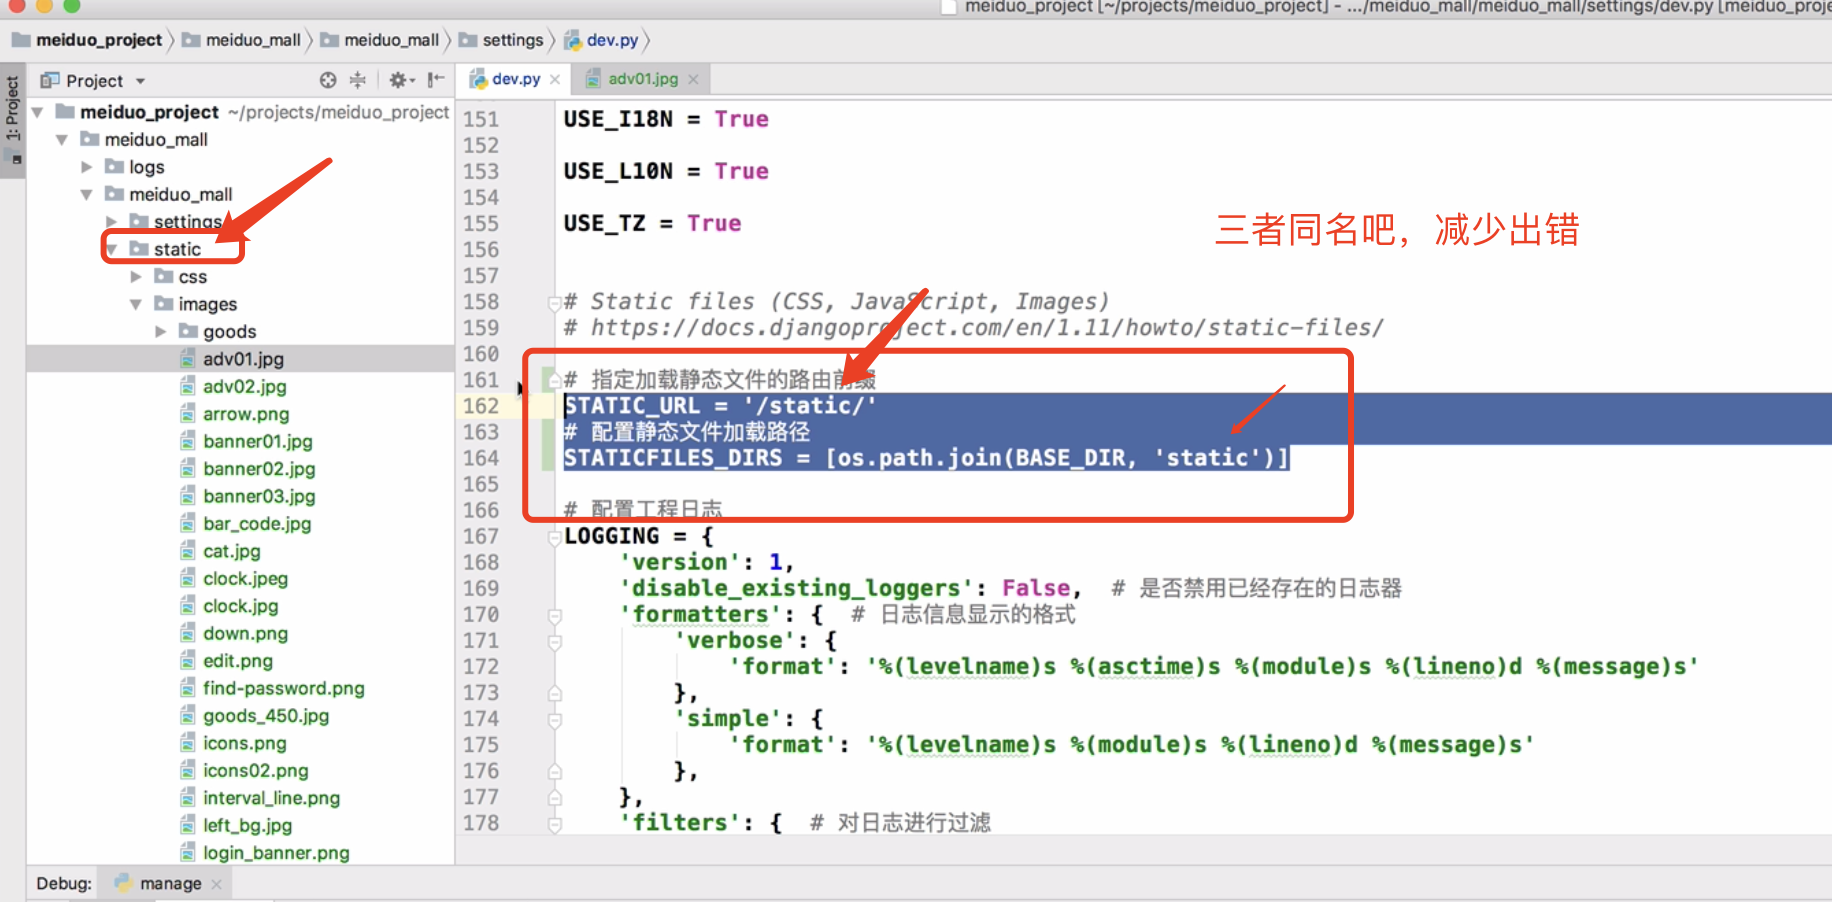 meiduo_project [~/projects/meiduo_project] - .../meiduo_mall/meiduo_mall/settings/dev.py [meiduo_proje
meiduo_project meiduo_mall meiduo_mall settings dev.py
1: Project
Project
dev.py
adv01.jpg
meiduo_project ~/projects/meiduo_project
meiduo_mall
logs
meiduo_mall
settings
static
css
images
goods
adv01.jpg
adv02.jpg
arrow.png
banner01.jpg
banner02.jpg
banner03.jpg
bar_code.jpg
cat.jpg
clock.jpeg
clock.jpg
down.png
edit.png
find-password.png
goods_450.jpg
icons.png
icons02.png
interval_line.png
left_bg.jpg
login_banner.png
151 USE_I18N = True
152
153 USE_L10N = True
154
155 USE_TZ = True
三者同名吧，减少出错
156
157
158 # Static files (CSS, JavaScript, Images)
159 # https://docs.djangoproject.com/en/1.11/howto/static-files/
160
161 # 指定加载静态文件的路由前缀
162 STATIC_URL = '/static/'
163 # 配置静态文件加载路径
164 STATICFILES_DIRS = [os.path.join(BASE_DIR, 'static')]
165
166 # 配置工程日志
167 LOGGING = {
168 'version': 1,
169 'disable_existing_loggers': False, # 是否禁用已经存在的日志器
170 'formatters': { # 日志信息显示的格式
171 'verbose': {
172 'format': '%(levelname)s %(asctime)s %(module)s %(lineno)d %(message)s'
173 },
174 'simple': {
175 'format': '%(levelname)s %(module)s %(lineno)d %(message)s'
176 },
177 },
178 'filters': { # 对日志进行过滤
Debug: manage